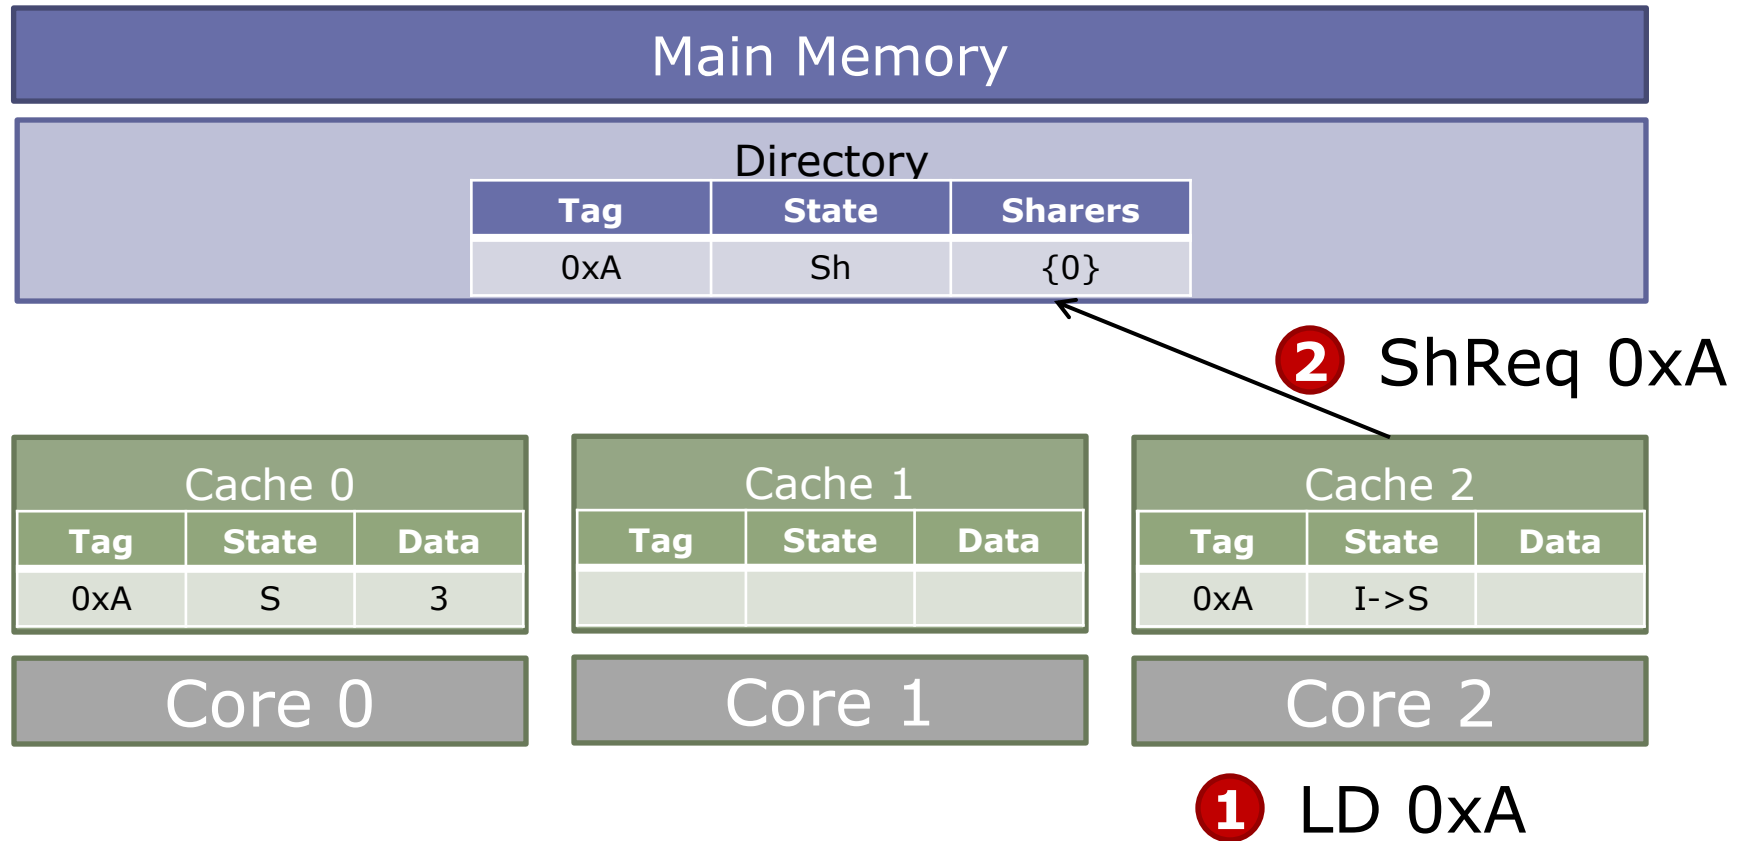 Main Memory
Directory
Tag State Sharers
0xA Sh {0}
2 ShReq 0xA
Cache 0 Cache 1 Cache 2
Tag State Data Tag State Data Tag State Data
0xA S 3 0xA I->S
Core 0 Core 1 Core 2
1 LD 0xA